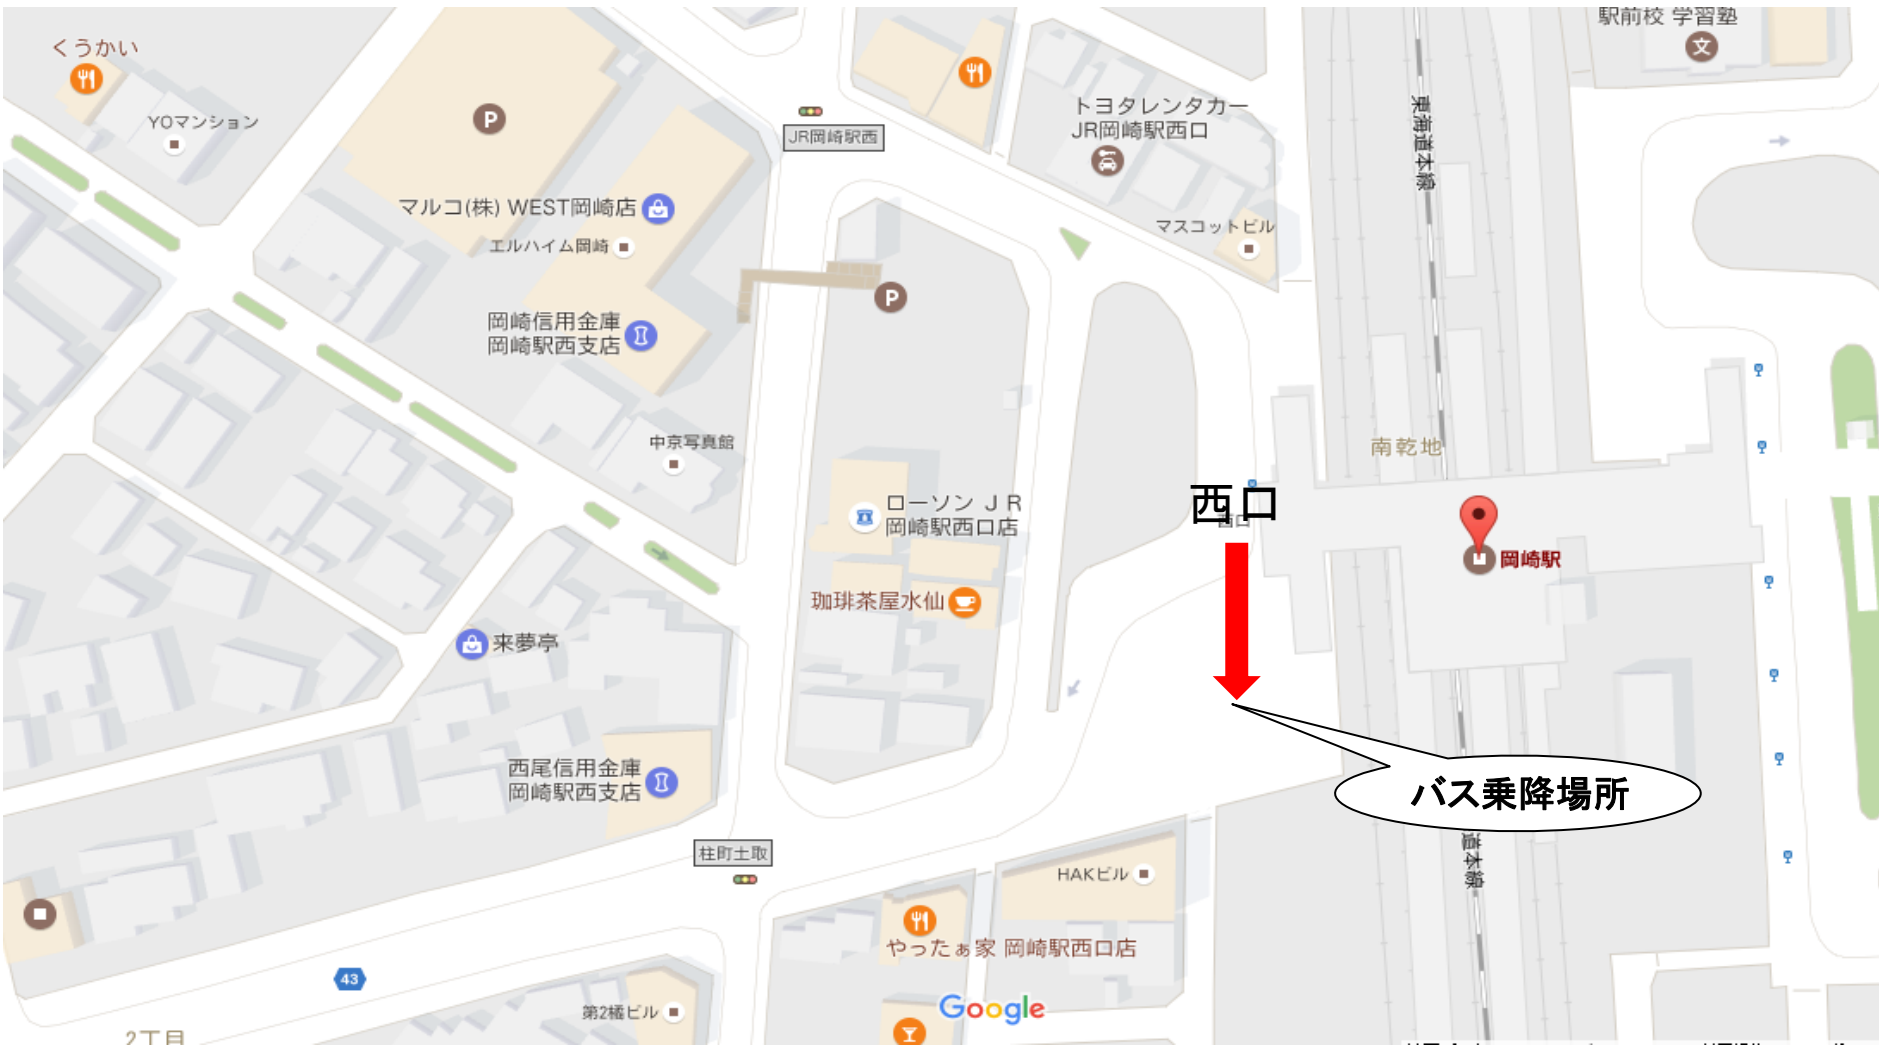 駅前校 学習塾
くうかい
YOマンション
JR岡崎駅西
トヨタレンタカー
JR岡崎駅西口
東海道本線
マルコ(株) WEST岡崎店
エルハイム岡崎
マスコットビル
岡崎信用金庫
岡崎駅西支店
中京写真館
南乾地
ローソン ＪＲ
岡崎駅西口店
西口
西口
岡崎駅
珈琲茶屋水仙
来夢亭
西尾信用金庫
岡崎駅西支店
バス乗降場所
柱町土取
道本線
HAKビル
やったぁ家 岡崎駅西口店
43
第2橘ビル
Google
2丁目
P
P
文